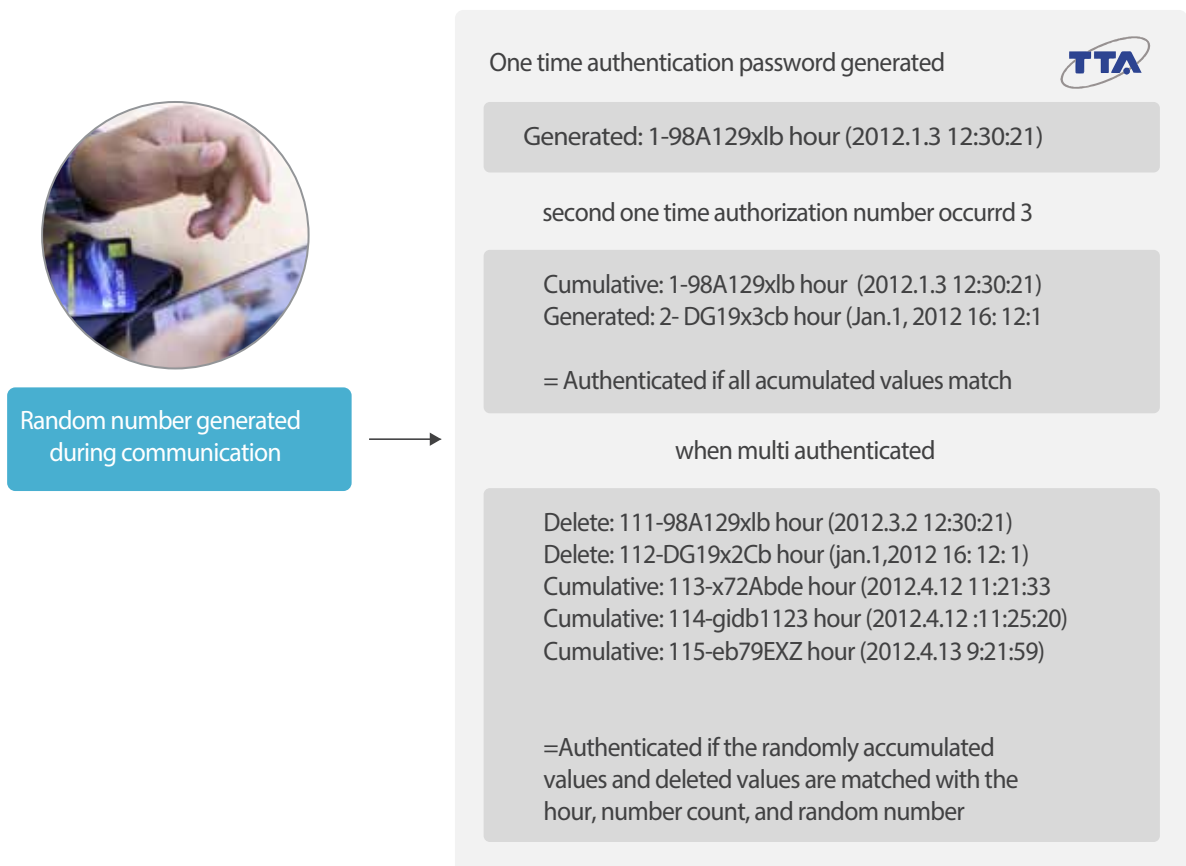 One time authentication password generated
TTA
Generated: 1-98A129xlb hour (2012.1.3 12:30:21)
second one time authorization number occurrd 3
Cumulative: 1-98A129xlb hour (2012.1.3 12:30:21)
Generated: 2- DG19x3cb hour (Jan.1, 2012 16: 12:1
= Authenticated if all acumulated values match
Random number generated
during communication
when multi authenticated
Delete: 111-98A129xlb hour (2012.3.2 12:30:21)
Delete: 112-DG19x2Cb hour (jan.1,2012 16: 12: 1)
Cumulative: 113-x72Abde hour (2012.4.12 11:21:33
Cumulative: 114-gidb1123 hour (2012.4.12 :11:25:20)
Cumulative: 115-eb79EXZ hour (2012.4.13 9:21:59)
=Authenticated if the randomly accumulated
values and deleted values are matched with the
hour, number count, and random number